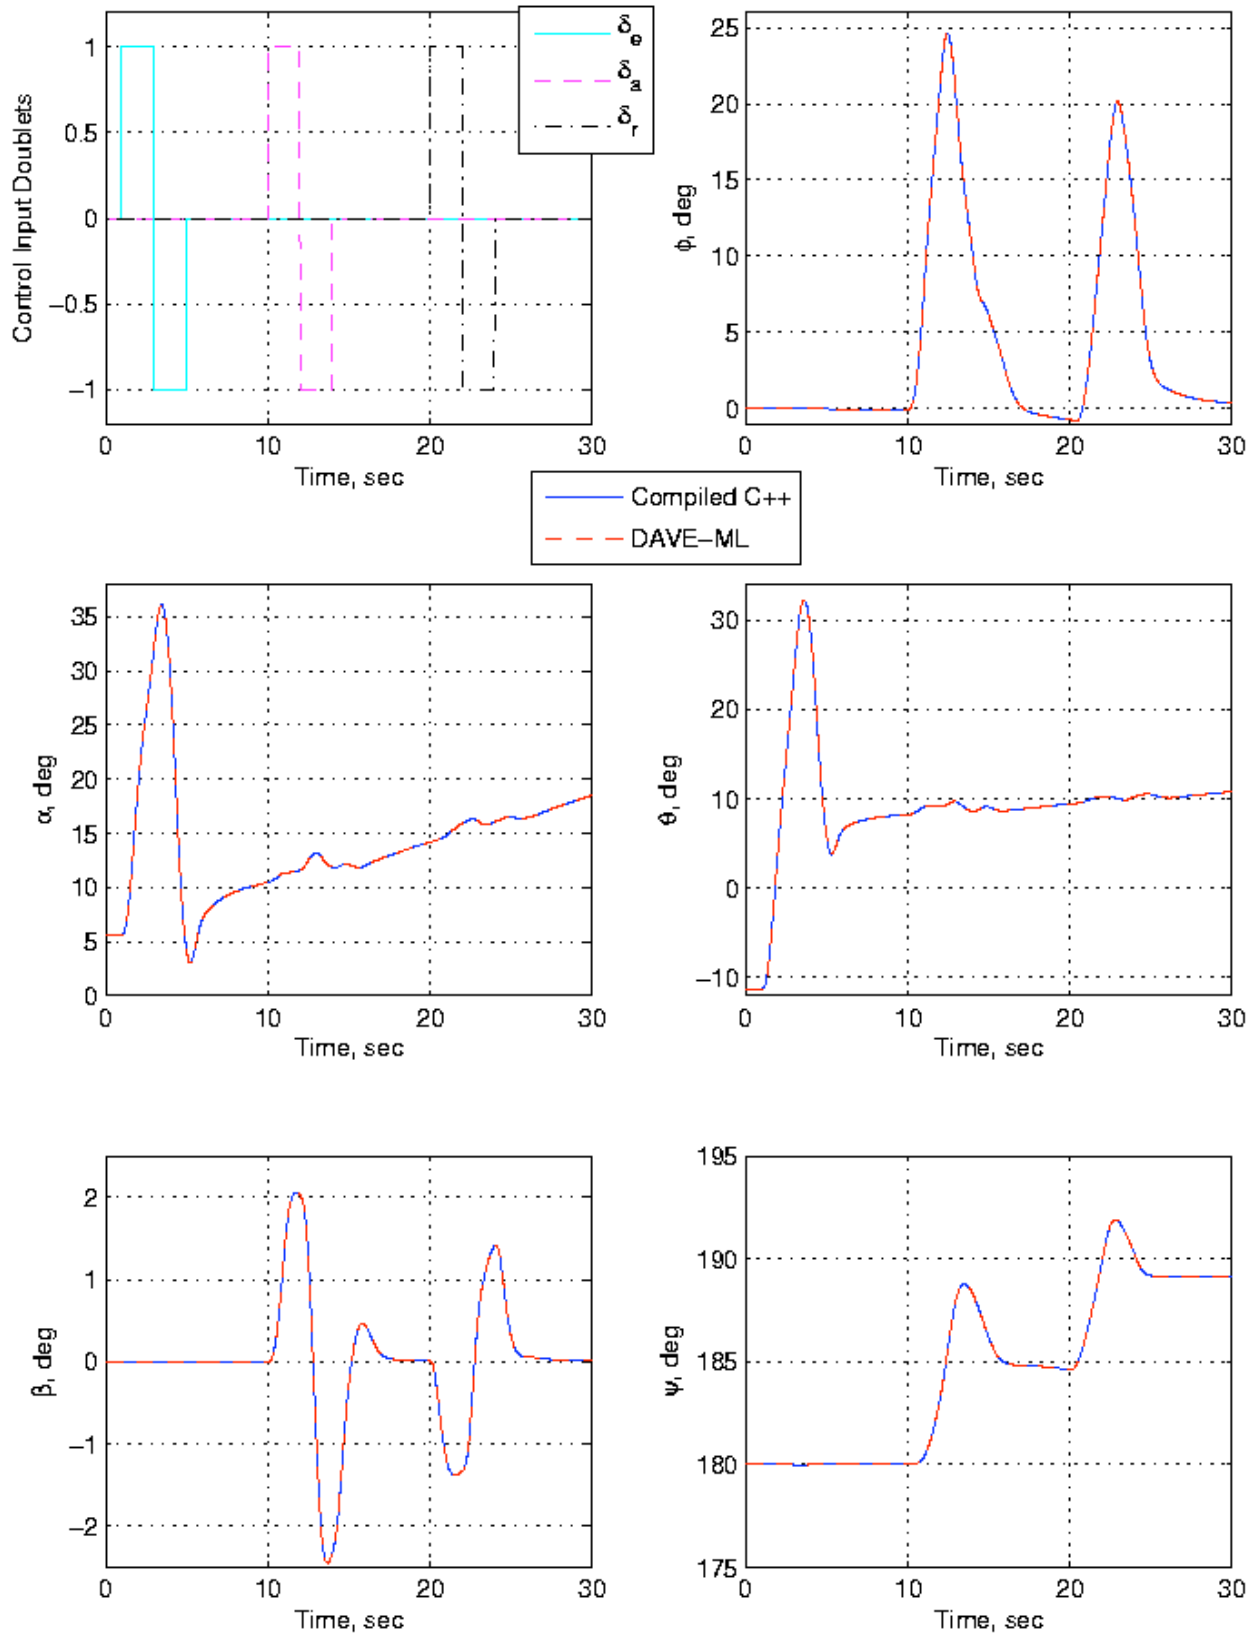 δe
δa
δr
Control Input Doublets
1
0.5
0
−0.5
−1
0 10 20 30
Time, sec
φ, deg
25
20
15
10
5
0
0 10 20 30
Time, sec
Compiled C++
DAVE−ML
α, deg
35
30
25
20
15
10
5
0
0 10 20 30
Time, sec
θ, deg
30
20
10
0
−10
0 10 20 30
Time, sec
β, deg
2
1
0
−1
−2
0 10 20 30
Time, sec
ψ, deg
195
190
185
180
175
0 10 20 30
Time, sec